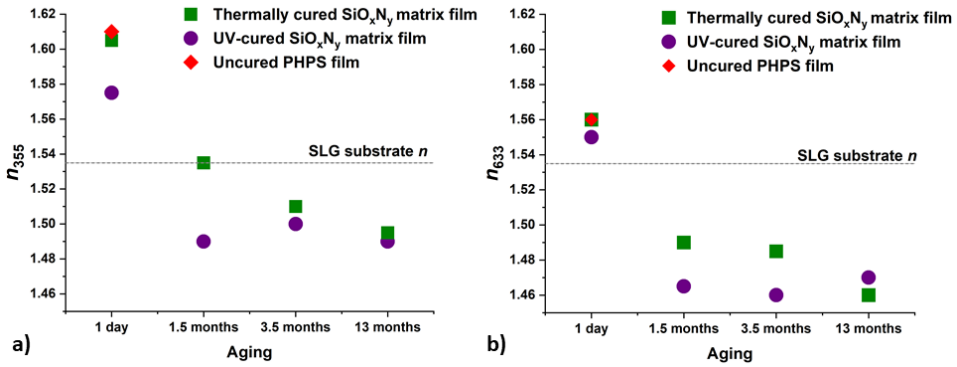 Thermally cured SiOxNy matrix film
UV-cured SiOxNy matrix film
Uncured PHPS film
1.62
1.60
1.58
1.56
1.54
1.52
1.50
1.48
1.46
n355
SLG substrate n
1 day
1.5 months
3.5 months
13 months
Aging
a)
Thermally cured SiOxNy matrix film
UV-cured SiOxNy matrix film
Uncured PHPS film
1.62
1.60
1.58
1.56
1.54
1.52
1.50
1.48
1.46
n633
SLG substrate n
1 day
1.5 months
3.5 months
13 months
Aging
b)